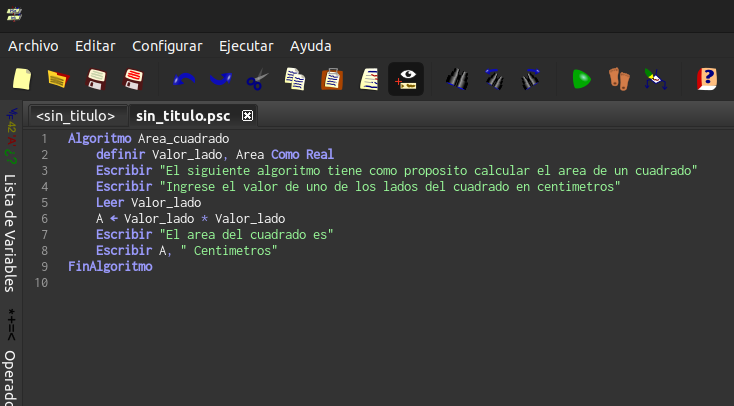 Archivo Editar Configurar Ejecutar Ayuda
<sin_titulo> sin_titulo.psc
Lista de Variables
*+=<
Operado
1 Algoritmo Area_cuadrado
2 definir Valor_lado, Area Como Real
3 Escribir "El siguiente algoritmo tiene como proposito calcular el area de un cuadrado"
4 Escribir "Ingrese el valor de uno de los lados del cuadrado en centimetros"
5 Leer Valor_lado
6 A ← Valor_lado * Valor_lado
7 Escribir "El area del cuadrado es"
8 Escribir A, " Centimetros"
9 FinAlgoritmo
10